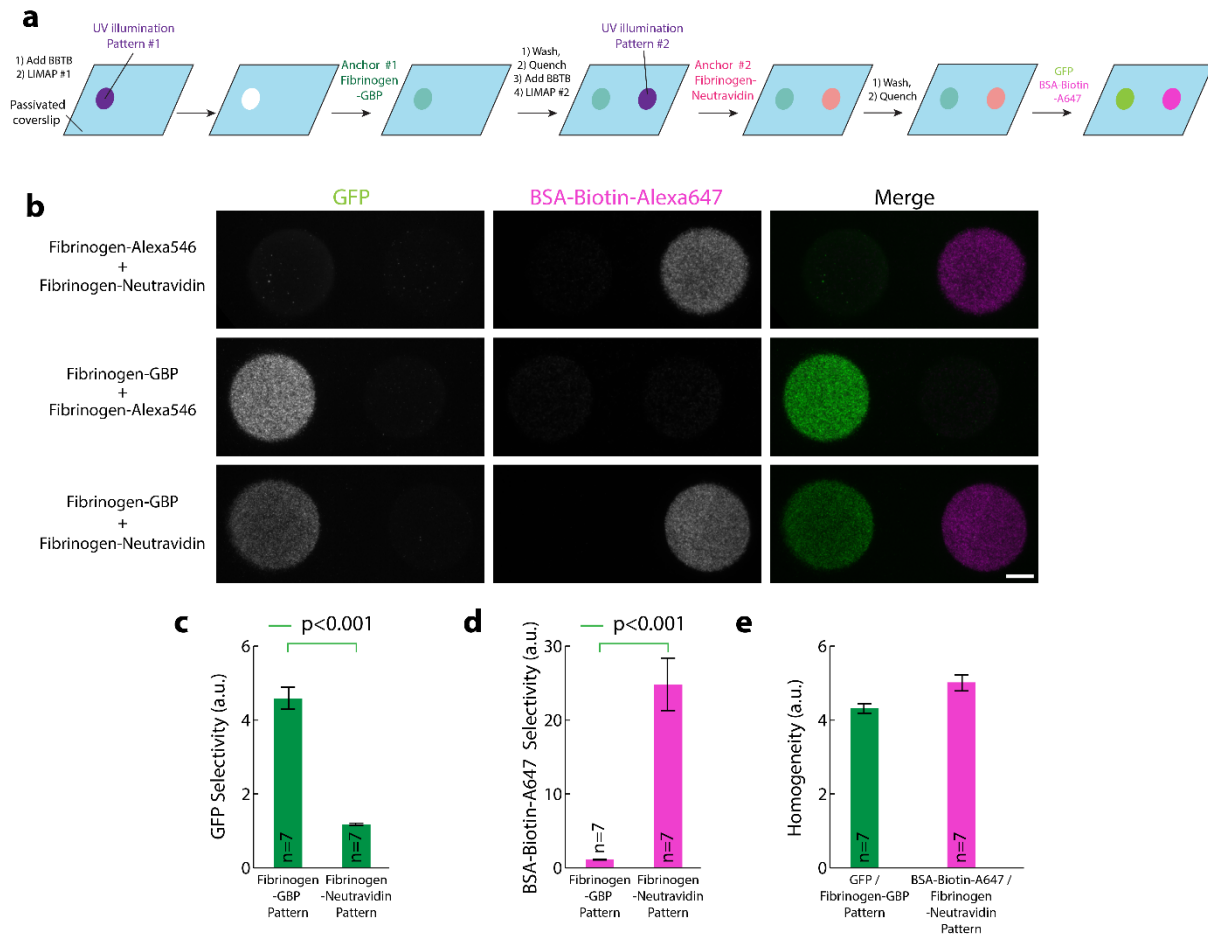 a
UV illumination
Pattern #1
1) Add BBTB
2) LIMAP #1
Passivated
coverslip
Anchor #1
Fibrinogen
-GBP
1) Wash,
2) Quench
3) Add BBTB
4) LIMAP #2
UV illumination
Pattern #2
Anchor #2
Fibrinogen-
Neutravidin
1) Wash,
2) Quench
GFP
BSA-Biotin
-A647
b
GFP
BSA-Biotin-Alexa647
Merge
Fibrinogen-Alexa546
+
Fibrinogen-Neutravidin
Fibrinogen-GBP
+
Fibrinogen-Alexa546
Fibrinogen-GBP
+
Fibrinogen-Neutravidin
c
p<0.001
GFP Selectivity (a.u.)
6
4
2
0
n=7
n=7
Fibrinogen
-GBP
Pattern
Fibrinogen
-Neutravidin
Pattern
d
p<0.001
BSA-Biotin-A647 Selectivity (a.u.)
30
20
10
0
n=7
n=7
Fibrinogen
-GBP
Pattern
Fibrinogen
-Neutravidin
Pattern
e
Homogeneity (a.u.)
6
4
2
0
n=7
n=7
GFP /
Fibrinogen-GBP
Pattern
BSA-Biotin-A647 /
Fibrinogen
-Neutravidin
Pattern